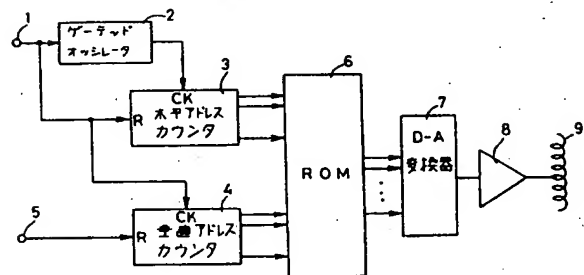 1
2
ゲーテッド
オッシレータ
3
CK
R 水平アドレス
カウンタ
4
CK
垂直アドレス
R カウンタ
5
6
ROM
7
D-A
変換器
8
9